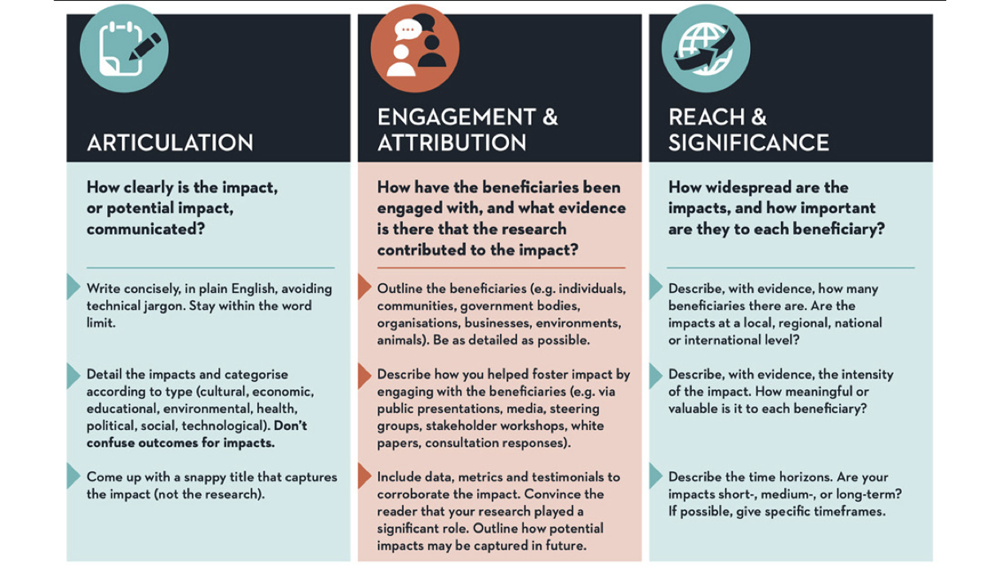 ARTICULATION
How clearly is the impact,
or potential impact,
communicated?
Write concisely, in plain English, avoiding
technical jargon. Stay within the word
limit.
Detail the impacts and categorise
according to type (cultural, economic,
educational, environmental, health,
political, social, technological). Don't
confuse outcomes for impacts.
Come up with a snappy title that captures
the impact (not the research).
ENGAGEMENT &
ATTRIBUTION
How have the beneficiaries been
engaged with, and what evidence
is there that the research
contributed to the impact?
Outline the beneficiaries (e.g. individuals,
communities, government bodies,
organisations, businesses, environments,
animals). Be as detailed as possible.
Describe how you helped foster impact by
engaging with the beneficiaries (e.g. via
public presentations, media, steering
groups, stakeholder workshops, white
papers, consultation responses).
Include data, metrics and testimonials to
corroborate the impact. Convince the
reader that your research played a
significant role. Outline how potential
impacts may be captured in future.
REACH &
SIGNIFICANCE
How widespread are the
impacts, and how important
are they to each beneficiary?
Describe, with evidence, how many
beneficiaries there are. Are the
impacts at a local, regional, national
or international level?
Describe, with evidence, the intensity
of the impact. How meaningful or
valuable is it to each beneficiary?
Describe the time horizons. Are your
impacts short-, medium-, or long-term?
If possible, give specific timeframes.